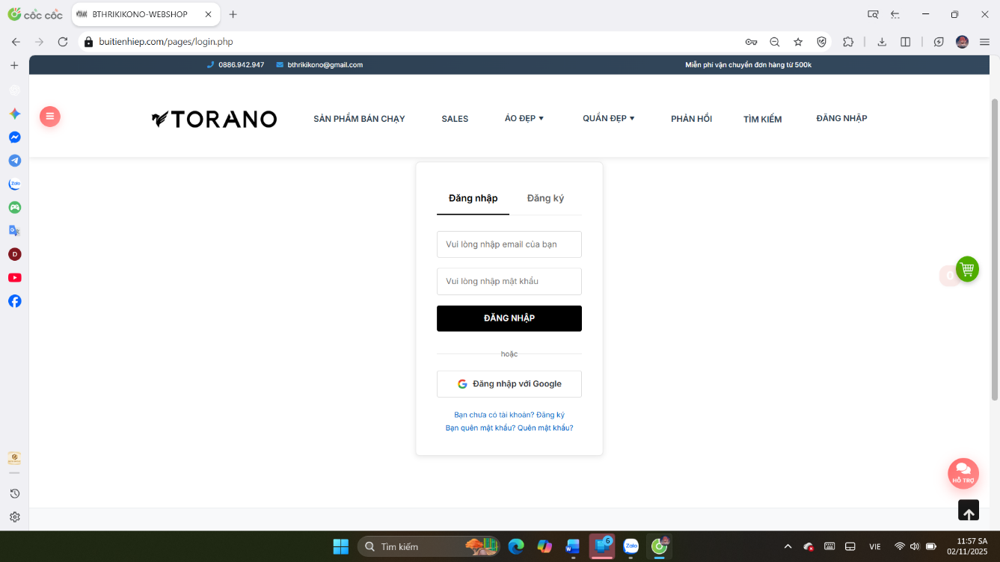 cốc cốc
BTHRIKIKONO-WEBSHOP
buitienhiep.com/pages/login.php
0886.942.947 bthrikikono@gmail.com Miễn phí vận chuyển đơn hàng từ 500k
TORANO SẢN PHẨM BÁN CHẠY SALES ÁO ĐẸP ▼ QUẦN ĐẸP ▼ PHẢN HỒI TÌM KIẾM ĐĂNG NHẬP
Zalo
D
Đăng nhập Đăng ký
Vui lòng nhập email của bạn
Vui lòng nhập mật khẩu
0
ĐĂNG NHẬP
hoặc
Đăng nhập với Google
Bạn chưa có tài khoản? Đăng ký
Bạn quên mật khẩu? Quên mật khẩu?
HỖ TRỢ
Tìm kiếm
6
Zalo
VIE
11:57 SA
02/11/2025